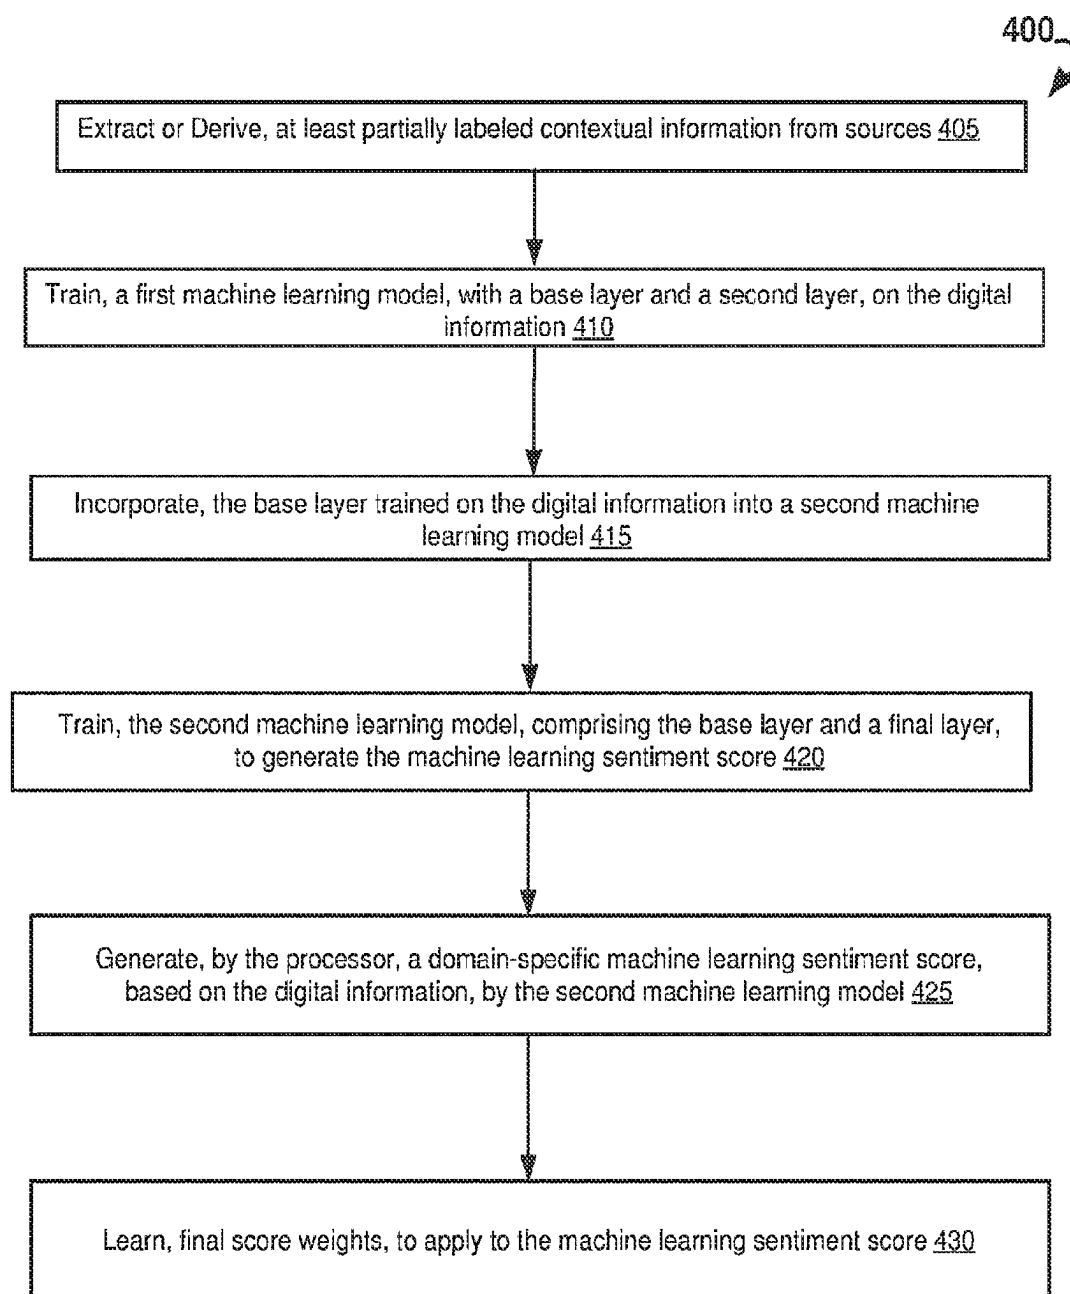 400
Extract or Derive, at least partially labeled contextual information from sources 405
Train, a first machine learning model, with a base layer and a second layer, on the digital
information 410
Incorporate, the base layer trained on the digital information into a second machine
learning model 415
Train, the second machine learning model, comprising the base layer and a final layer,
to generate the machine learning sentiment score 420
Generate, by the processor, a domain-specific machine learning sentiment score,
based on the digital information, by the second machine learning model 425
Learn, final score weights, to apply to the machine learning sentiment score 430